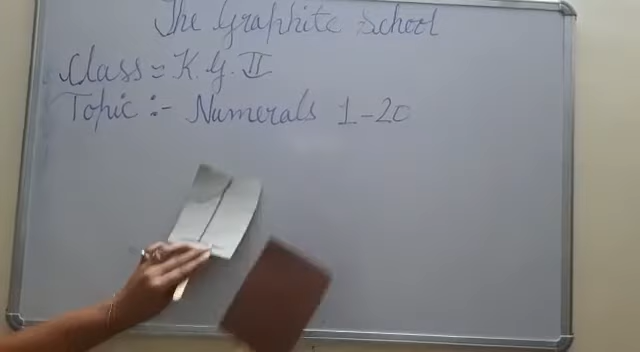 The Graphite School
Class = K.G.II
Topic :- Numerals 1-20